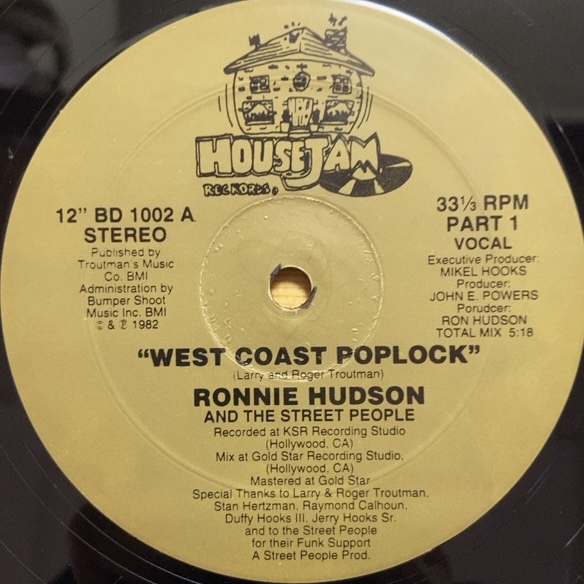 HOUSEJAM
RECKORDS,
12" BD 1002 A
STEREO
Published by
Troutman's Music
Co. BMI
Administration by
Bumper Shoot
Music Inc. BMI
© & ℗ 1982
33⅓ RPM
PART 1
VOCAL
Executive Producer:
MIKEL HOOKS
Producer:
JOHN E. POWERS
Porudcer:
RON HUDSON
TOTAL MIX 5:18
"WEST COAST POPLOCK"
(Larry and Roger Troutman)
RONNIE HUDSON
AND THE STREET PEOPLE
Recorded at KSR Recording Studio
(Hollywood, CA)
Mix at Gold Star Recording Studio.
(Hollywood, CA)
Mastered at Gold Star
Special Thanks to Larry & Roger Troutman,
Stan Hertzman, Raymond Calhoun,
Duffy Hooks III, Jerry Hooks Sr.
and to the Street People
for their Funk Support
A Street People Prod.